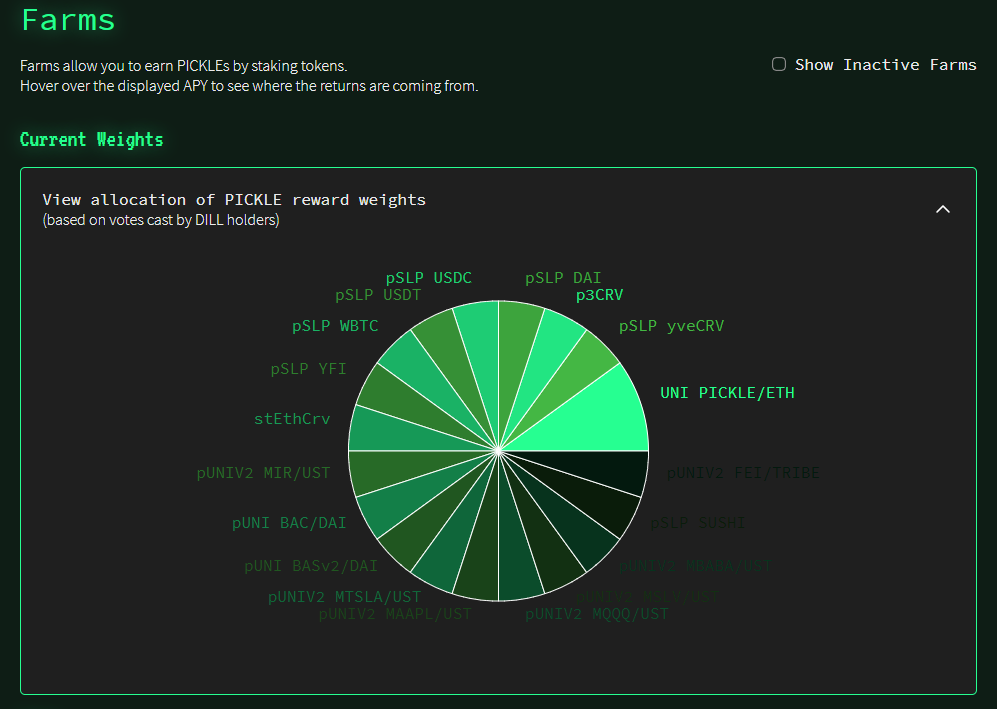 Farms
Farms allow you to earn PICKLEs by staking tokens.
Hover over the displayed APY to see where the returns are coming from.
Show Inactive Farms
Current Weights
View allocation of PICKLE reward weights
(based on votes cast by DILL holders)
pSLP USDC
pSLP DAI
pSLP USDT
p3CRV
pSLP WBTC
pSLP yveCRV
pSLP YFI
UNI PICKLE/ETH
stEthCrv
pUNIV2 MIR/UST
pUNIV2 FEI/TRIBE
pUNI BAC/DAI
pSLP SUSHI
pUNI BASv2/DAI
pUNIV2 MBABA/UST
pUNIV2 MTSLA/UST
pUNIV2 MSLV/UST
pUNIV2 MAAPL/UST
pUNIV2 MQQQ/UST